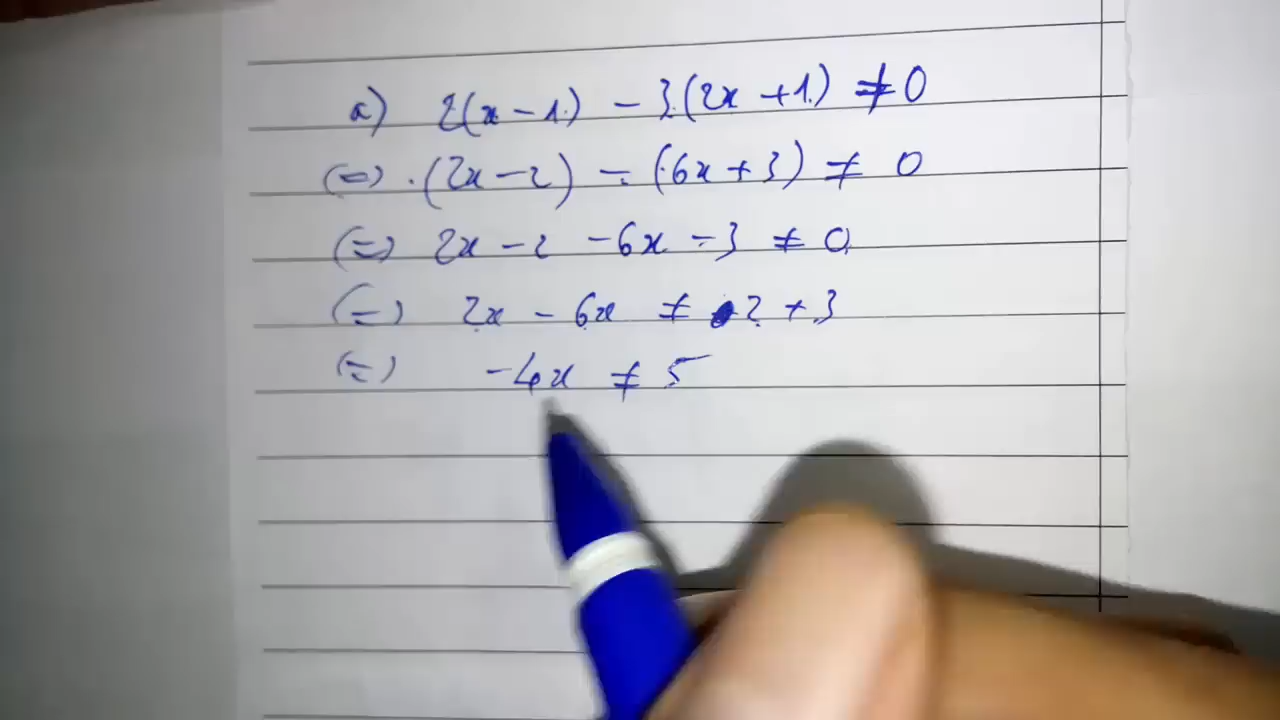 a) 2(x - 1) - 3.(2x + 1) ≠ 0
(=) (2x - 2) - (6x + 3) ≠ 0
(=) 2x - 2 - 6x - 3 ≠ 0
(=) 2x - 6x ≠ 2 + 3
(=) -4x ≠ 5